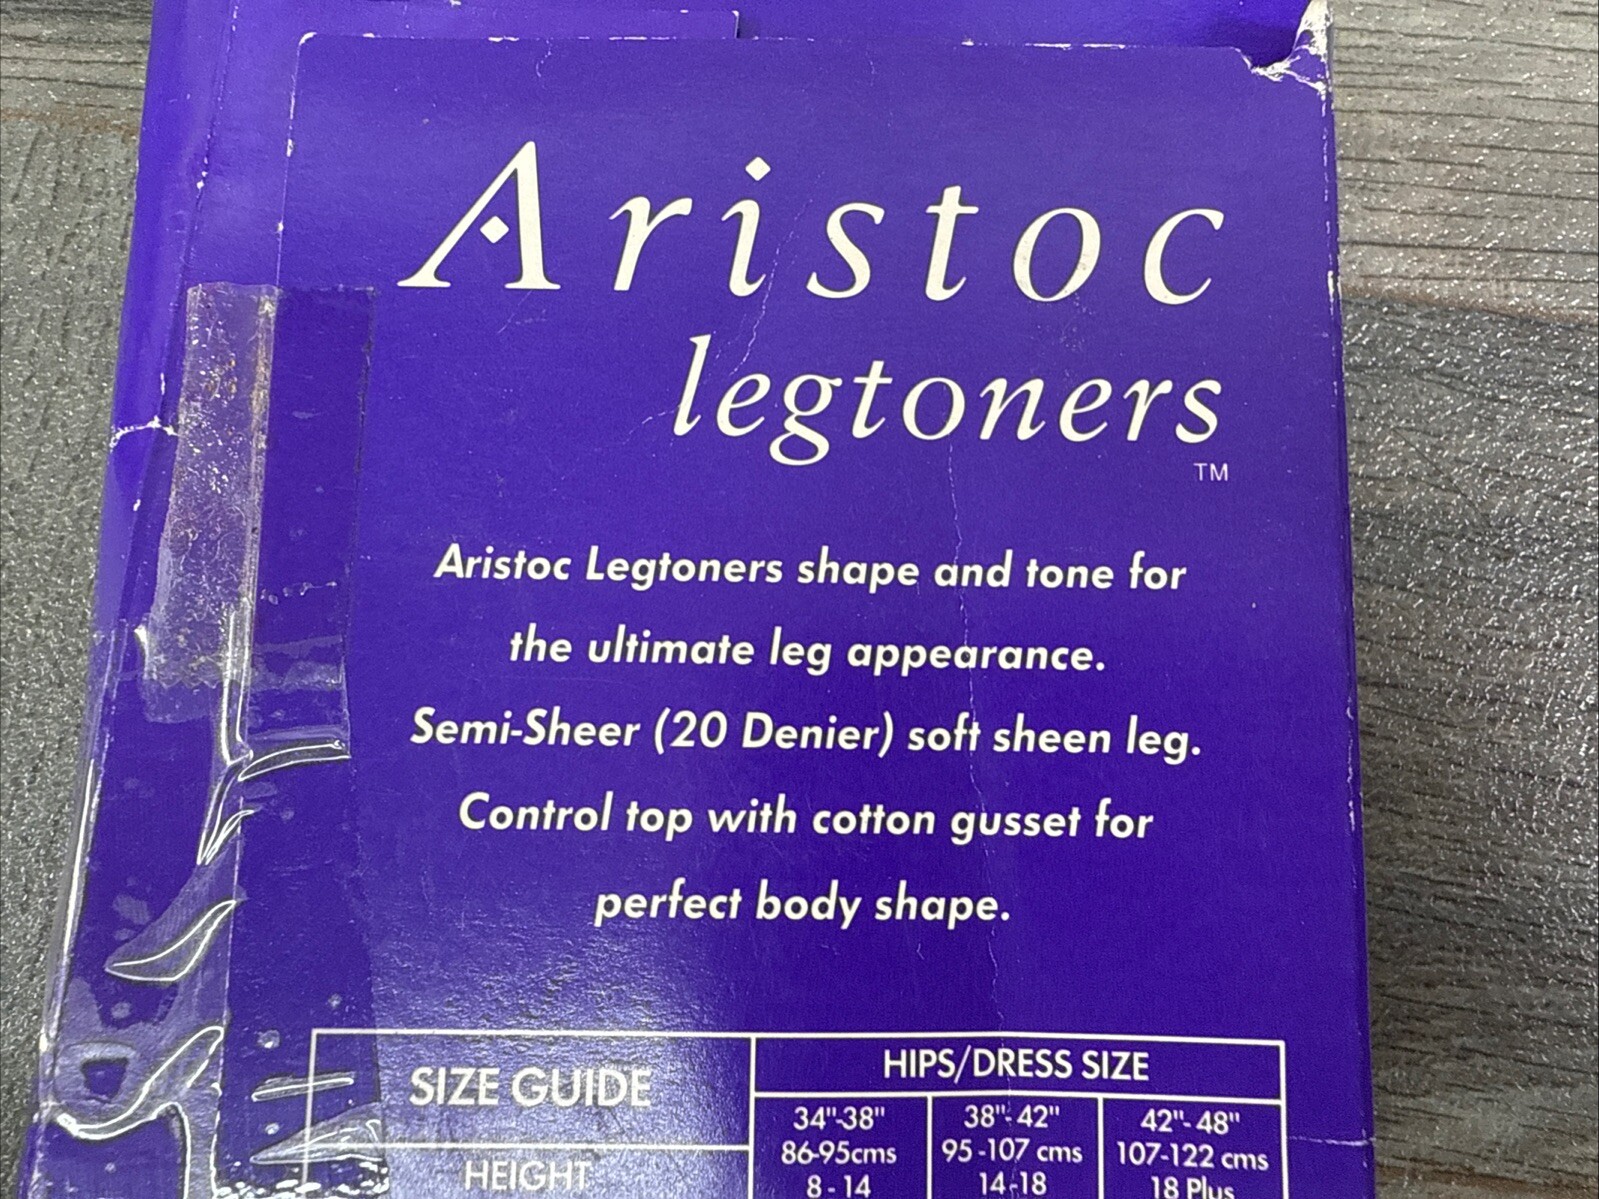 Aristoc
legtoners
TM
Aristoc Legtoners shape and tone for
the ultimate leg appearance.
Semi-Sheer (20 Denier) soft sheen leg.
Control top with cotton gusset for
perfect body shape.
SIZE GUIDE
HIPS/DRESS SIZE
34"-38" 38"-42" 42"-48"
86-95cms 95-107 cms 107-122 cms
HEIGHT 8-14 14-18 18 Plus